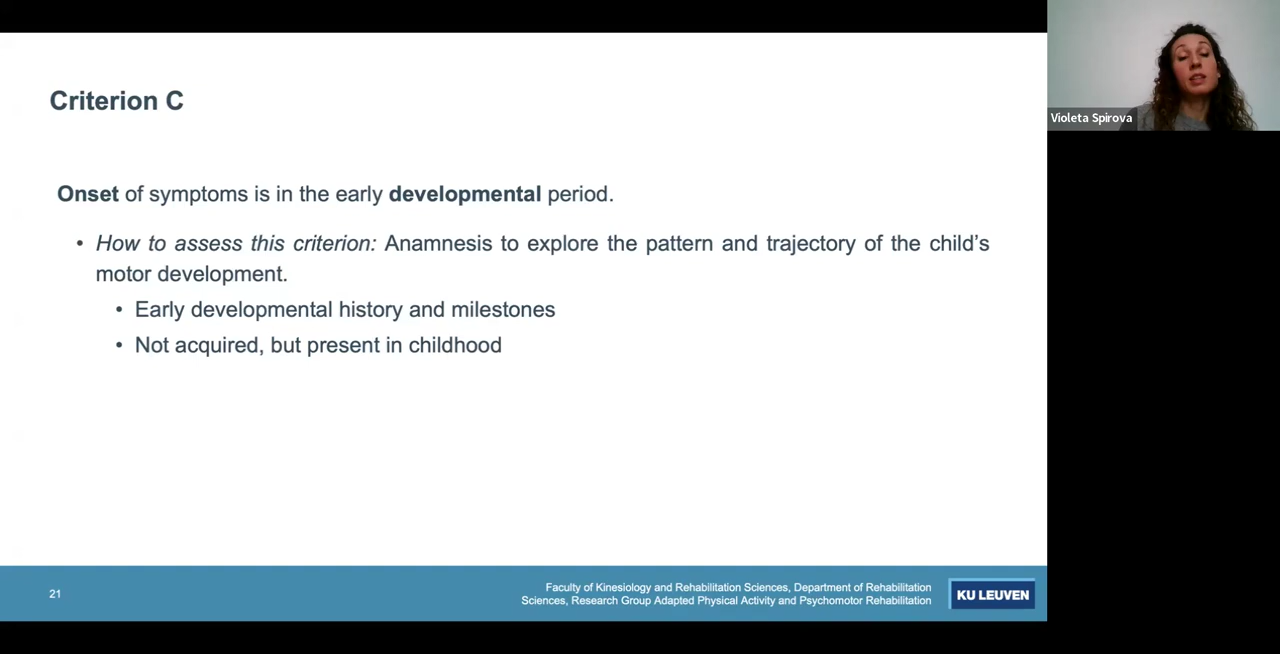 Criterion C
Violeta Spirova
Onset of symptoms is in the early developmental period.
• How to assess this criterion: Anamnesis to explore the pattern and trajectory of the child's
motor development.
• Early developmental history and milestones
• Not acquired, but present in childhood
21
Faculty of Kinesiology and Rehabilitation Sciences, Department of Rehabilitation
Sciences, Research Group Adapted Physical Activity and Psychomotor Rehabilitation
KU LEUVEN